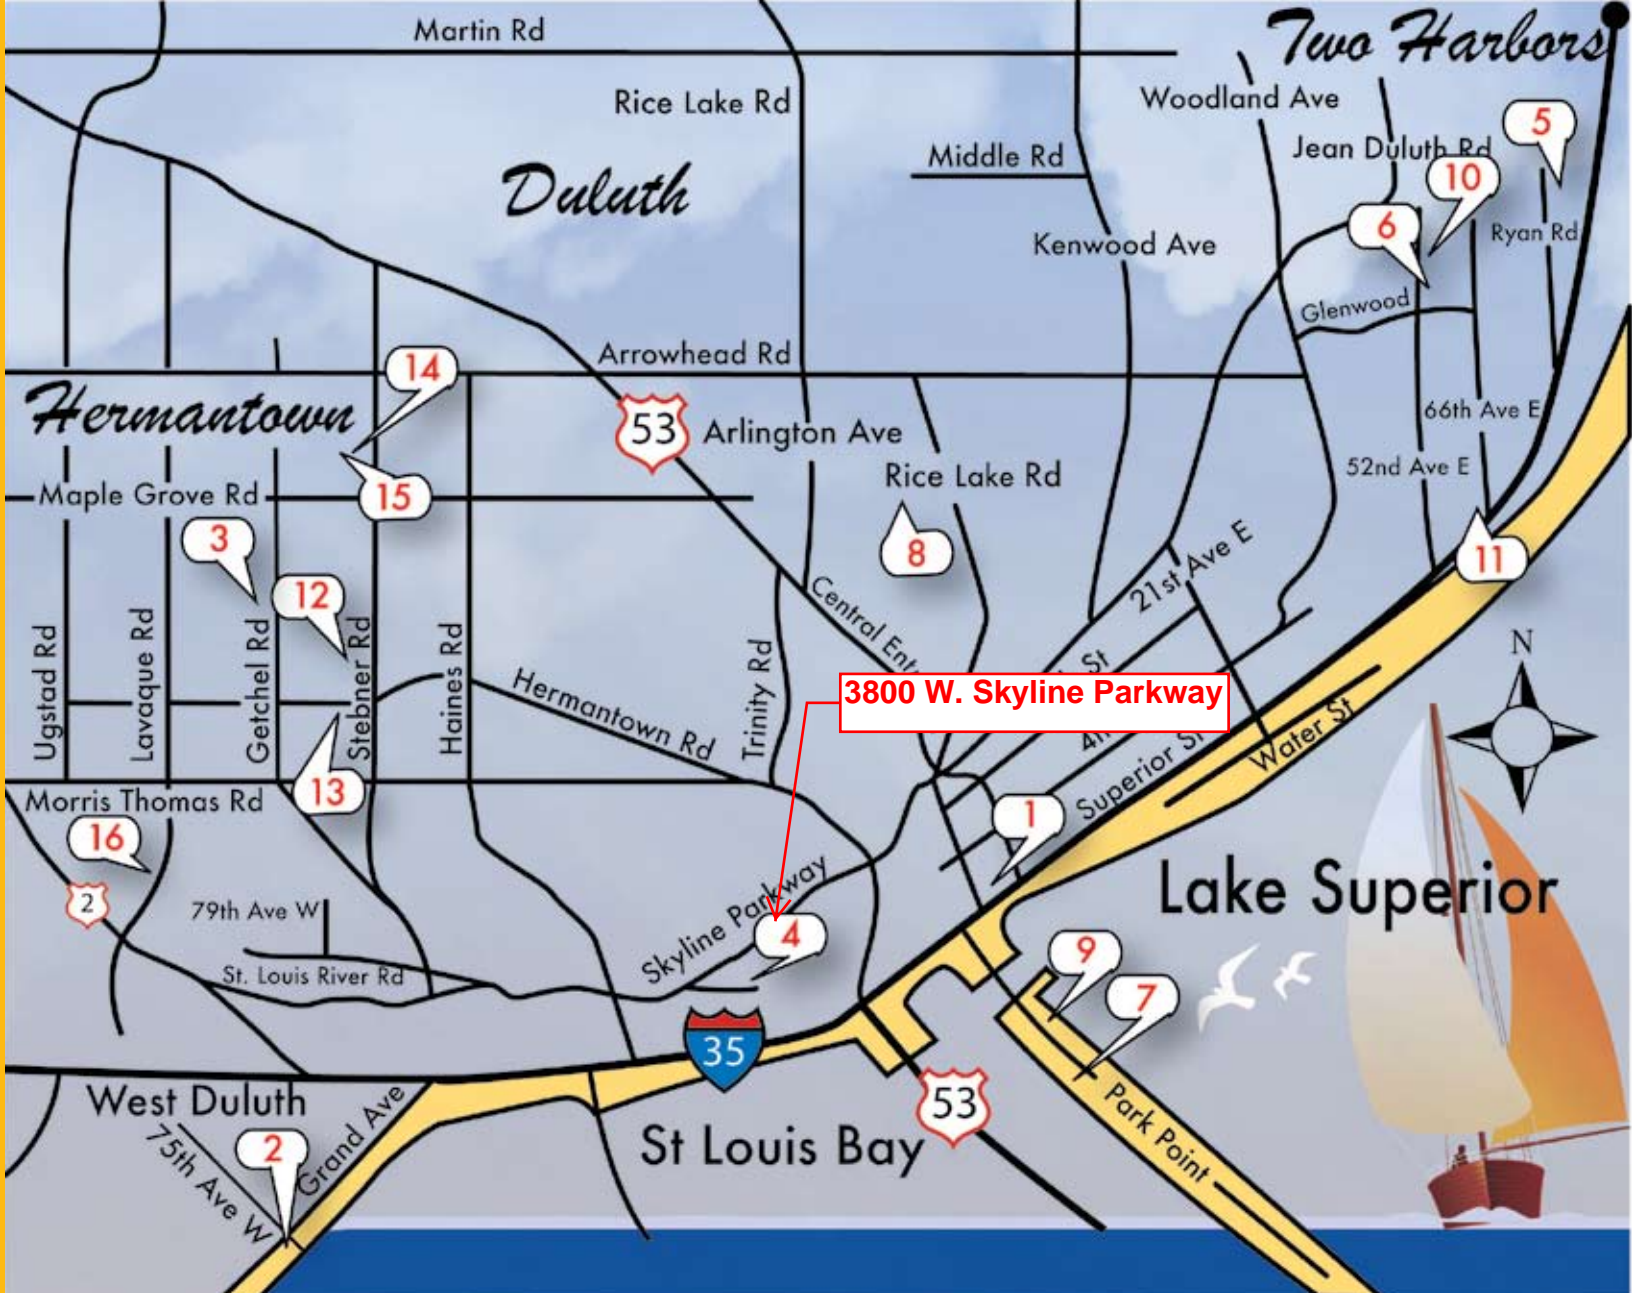 Martin Rd
Two Harbors
Rice Lake Rd
Woodland Ave
5
Duluth
Middle Rd
Jean Duluth Rd
10
6
Ryan Rd
Kenwood Ave
Glenwood
Arrowhead Rd
14
Hermantown
53
Arlington Ave
66th Ave E
52nd Ave E
Rice Lake Rd
Maple Grove Rd
15
3
8
11
12
21st Ave E
Central
Ugstad Rd
Lavaque Rd
Getchel Rd
Stebner Rd
Haines Rd
Hermantown Rd
Trinity Rd
St
3800 W. Skyline Parkway
N
Superior St
Water St
Morris Thomas Rd
13
16
1
2
79th Ave W
Skyline Parkway
4
Lake Superior
St. Louis River Rd
9
7
35
53
West Duluth
75th Ave W
2
Grand Ave
St Louis Bay
Park Point